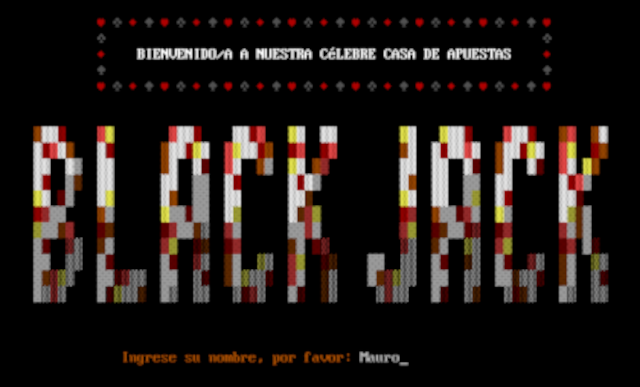 BIENVENIDO/A A NUESTRA CéLEBRE CASA DE APUESTAS
BLACK JACK
Ingrese su nombre, por favor: Mauro_